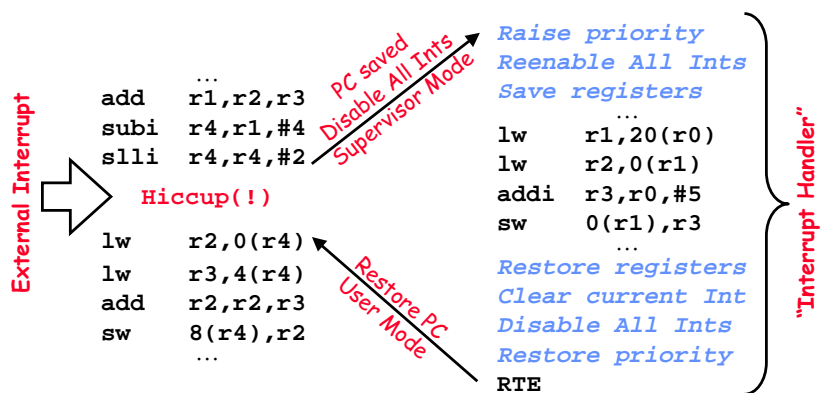 External Interrupt
…
add r1,r2,r3
subi r4,r1,#4
slli r4,r4,#2
Hiccup(!)
lw r2,0(r4)
lw r3,4(r4)
add r2,r2,r3
sw 8(r4),r2
…
PC saved
Disable All Ints
Supervisor Mode
Raise priority
Reenable All Ints
Save registers
…
lw r1,20(r0)
lw r2,0(r1)
addi r3,r0,#5
sw 0(r1),r3
…
Restore registers
Clear current Int
Disable All Ints
Restore priority
RTE
Restore PC
User Mode
“Interrupt Handler”